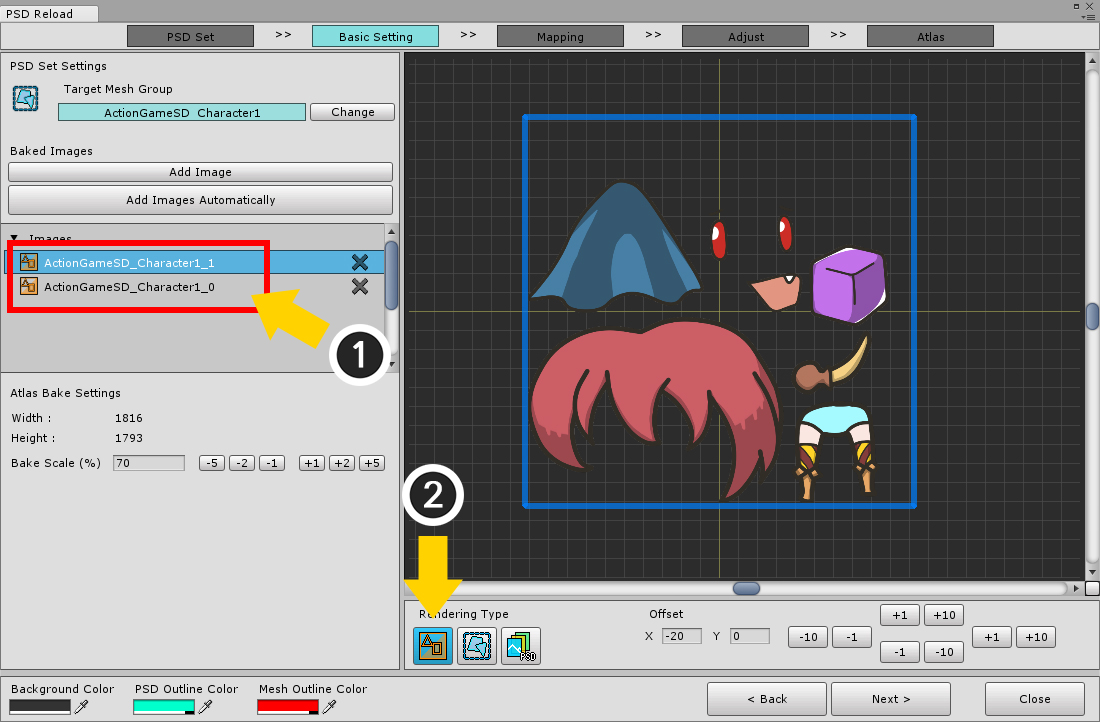 PSD Reload
PSD Set >> Basic Setting >> Mapping >> Adjust >> Atlas
PSD Set Settings
Target Mesh Group
ActionGameSD_Character1 Change
Baked Images
Add Image
Add Images Automatically
Images
ActionGameSD_Character1_1
ActionGameSD_Character1_0
1
Atlas Bake Settings
Width : 1816
Height : 1793
Bake Scale (%) 70 -5 -2 -1 +1 +2 +5
2
Rendering Type Offset
+1 +10
X -20 Y 0 -10 -1 +1 +10
-1 -10
PSD
Background Color PSD Outline Color Mesh Outline Color
< Back Next > Close